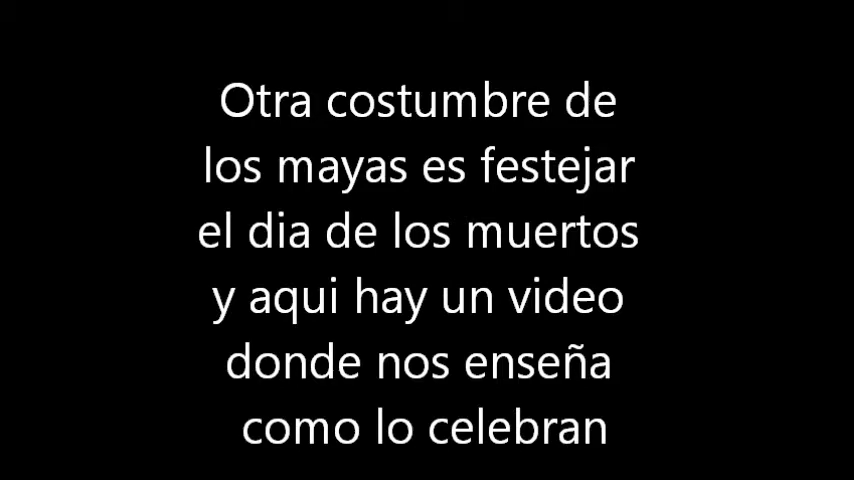 Otra costumbre de
los mayas es festejar
el dia de los muertos
y aqui hay un video
donde nos enseña
como lo celebran